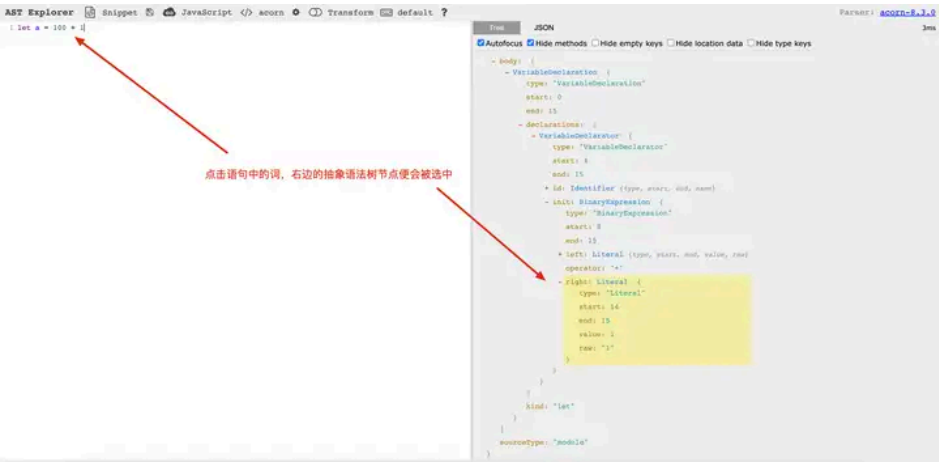 AST Explorer Snippet JavaScript </> acorn Transform default ? Parser: acorn-8.3.0
Tree JSON 3ms
Autofocus Hide methods Hide empty keys Hide location data Hide type keys
1 let a = 100 + 1
- body: [
- VariableDeclaration {
type: "VariableDeclaration"
start: 0
end: 15
- declarations: [
- VariableDeclarator {
type: "VariableDeclarator"
start: 4
end: 15
点击语句中的词，右边的抽象语法树节点便会被选中
+ id: Identifier {type, start, end, name}
- init: BinaryExpression {
type: "BinaryExpression"
start: 8
end: 15
+ left: Literal {type, start, end, value, raw}
operator: "+"
- right: Literal {
type: "Literal"
start: 14
end: 15
value: 1
raw: "1"
}
}
}
]
kind: "let"
}
]
sourceType: "module"
}